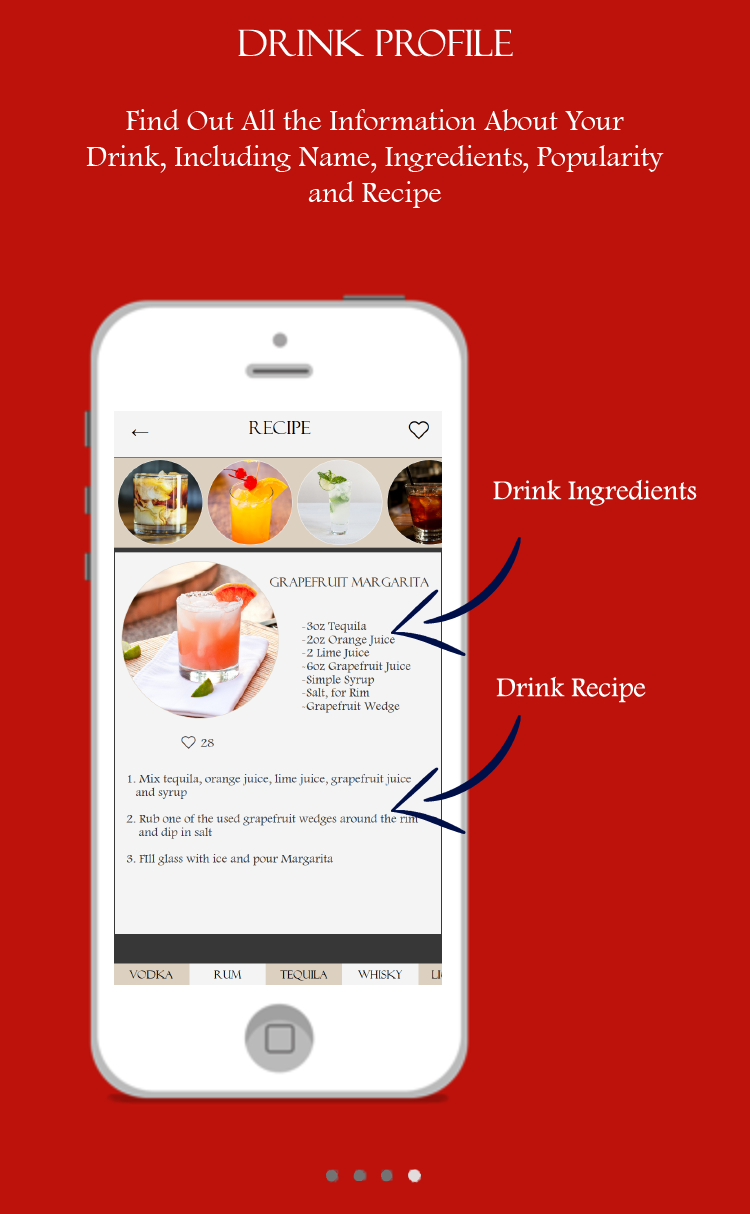 DRINK PROFILE
Find Out All the Information About Your
Drink, Including Name, Ingredients, Popularity
and Recipe
RECIPE
Drink Ingredients
GRAPEFRUIT MARGARITA
-3oz Tequila
-2oz Orange Juice
-2 Lime Juice
-6oz Grapefruit Juice
-Simple Syrup
-Salt, for Rim
-Grapefruit Wedge
Drink Recipe
28
1. Mix tequila, orange juice, lime juice, grapefruit juice
and syrup
2. Rub one of the used grapefruit wedges around the rim
and dip in salt
3. FIll glass with ice and pour Margarita
VODKA RUM TEQUILA WHISKY LI